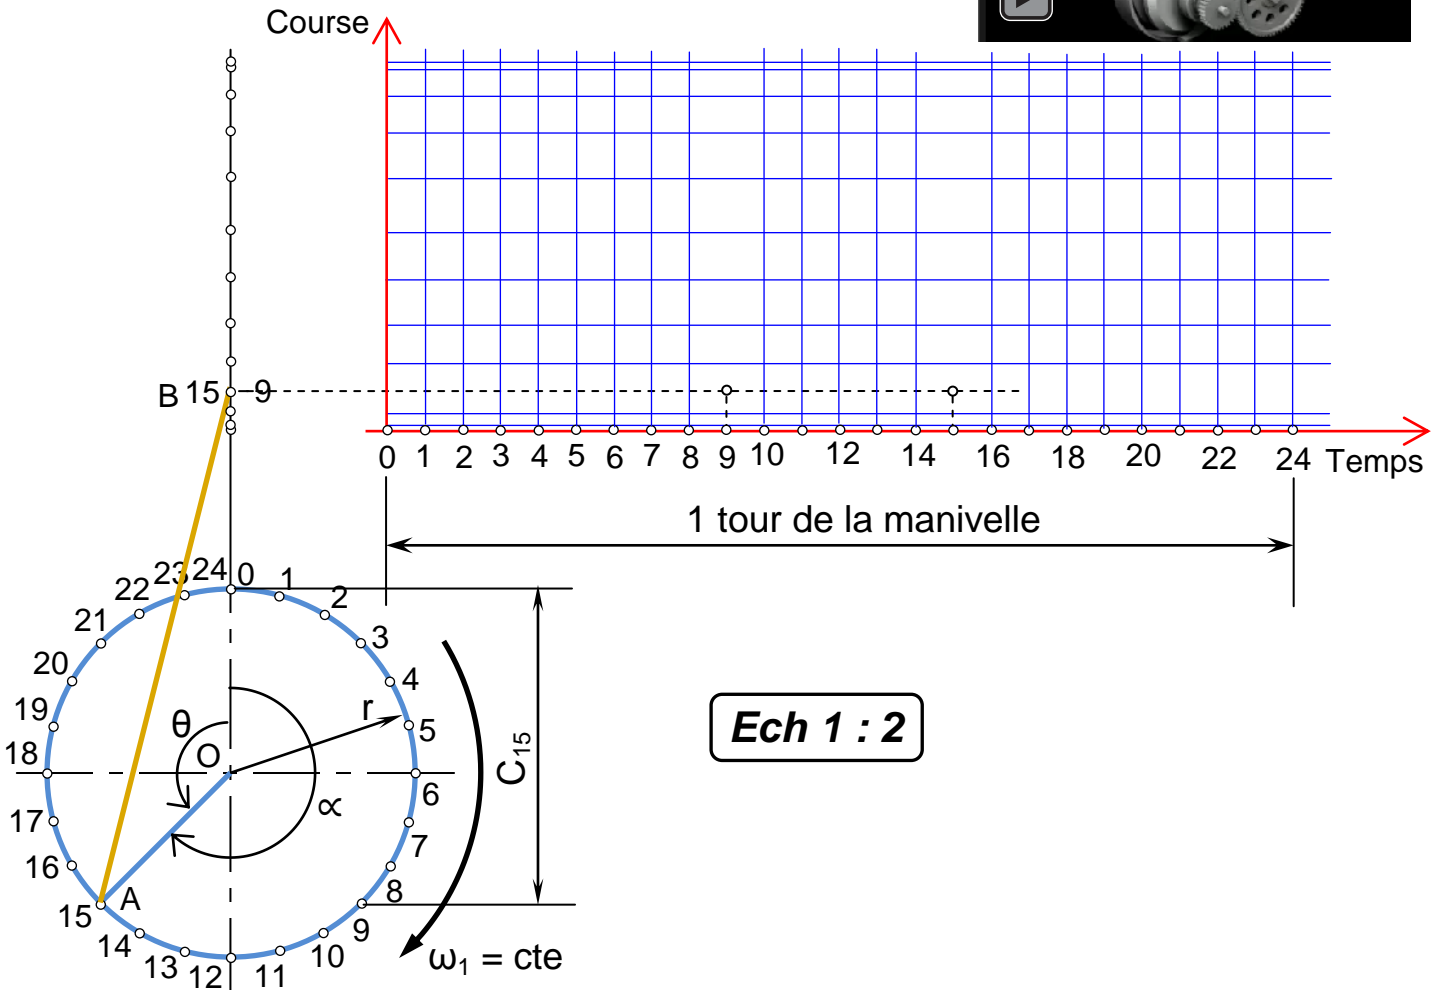 Course
B 15 9
0 1 2 3 4 5 6 7 8 9 10 12 14 16 18 20 22 24 Temps
1 tour de la manivelle
22 23 24 0 1 2
21 3
20 4
19 θ r 5
18 O 6
C₁₅
Ech 1 : 2
17 ∝ 7
16 8
15 A 9
14 10
13 12 11
ω₁ = cte